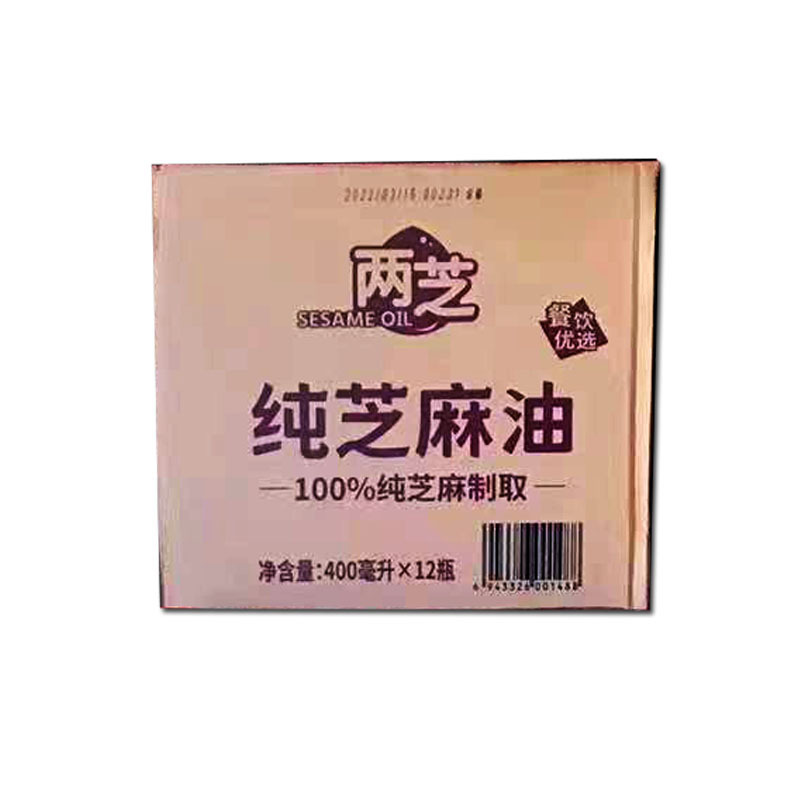 两芝
SESAME OIL
餐饮
优选
纯芝麻油
100%纯芝麻制取
净含量:400毫升×12瓶
6943326001488